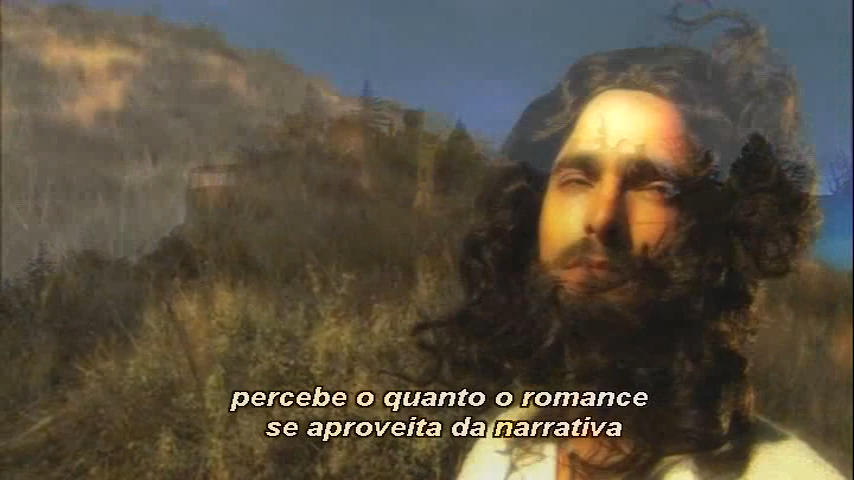 percebe o quanto o romance
se aproveita da narrativa